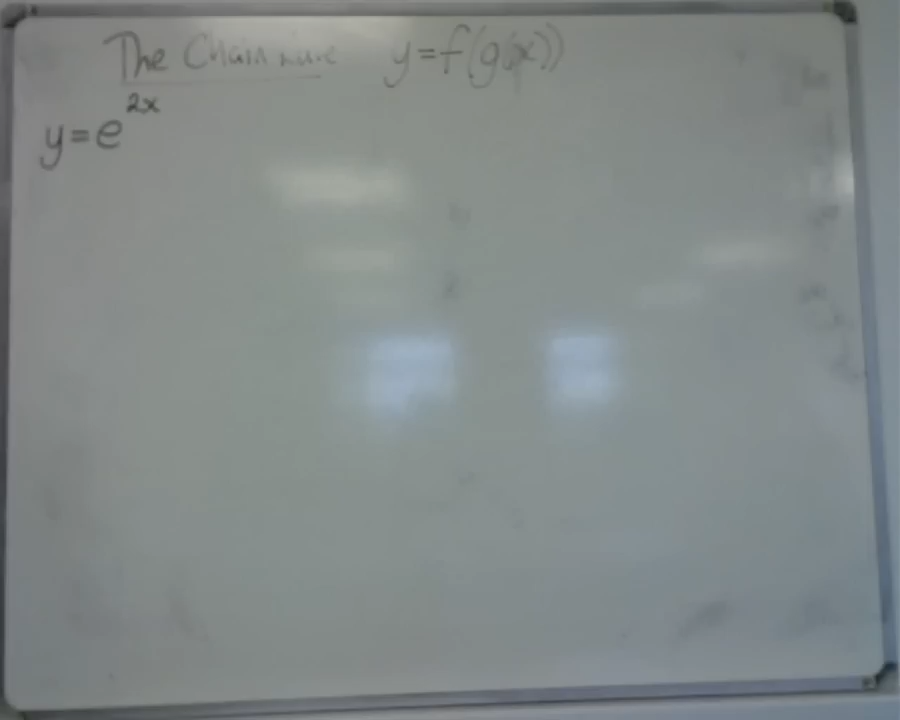 The Chain rule y=f(g(x))
y=e^{2x}